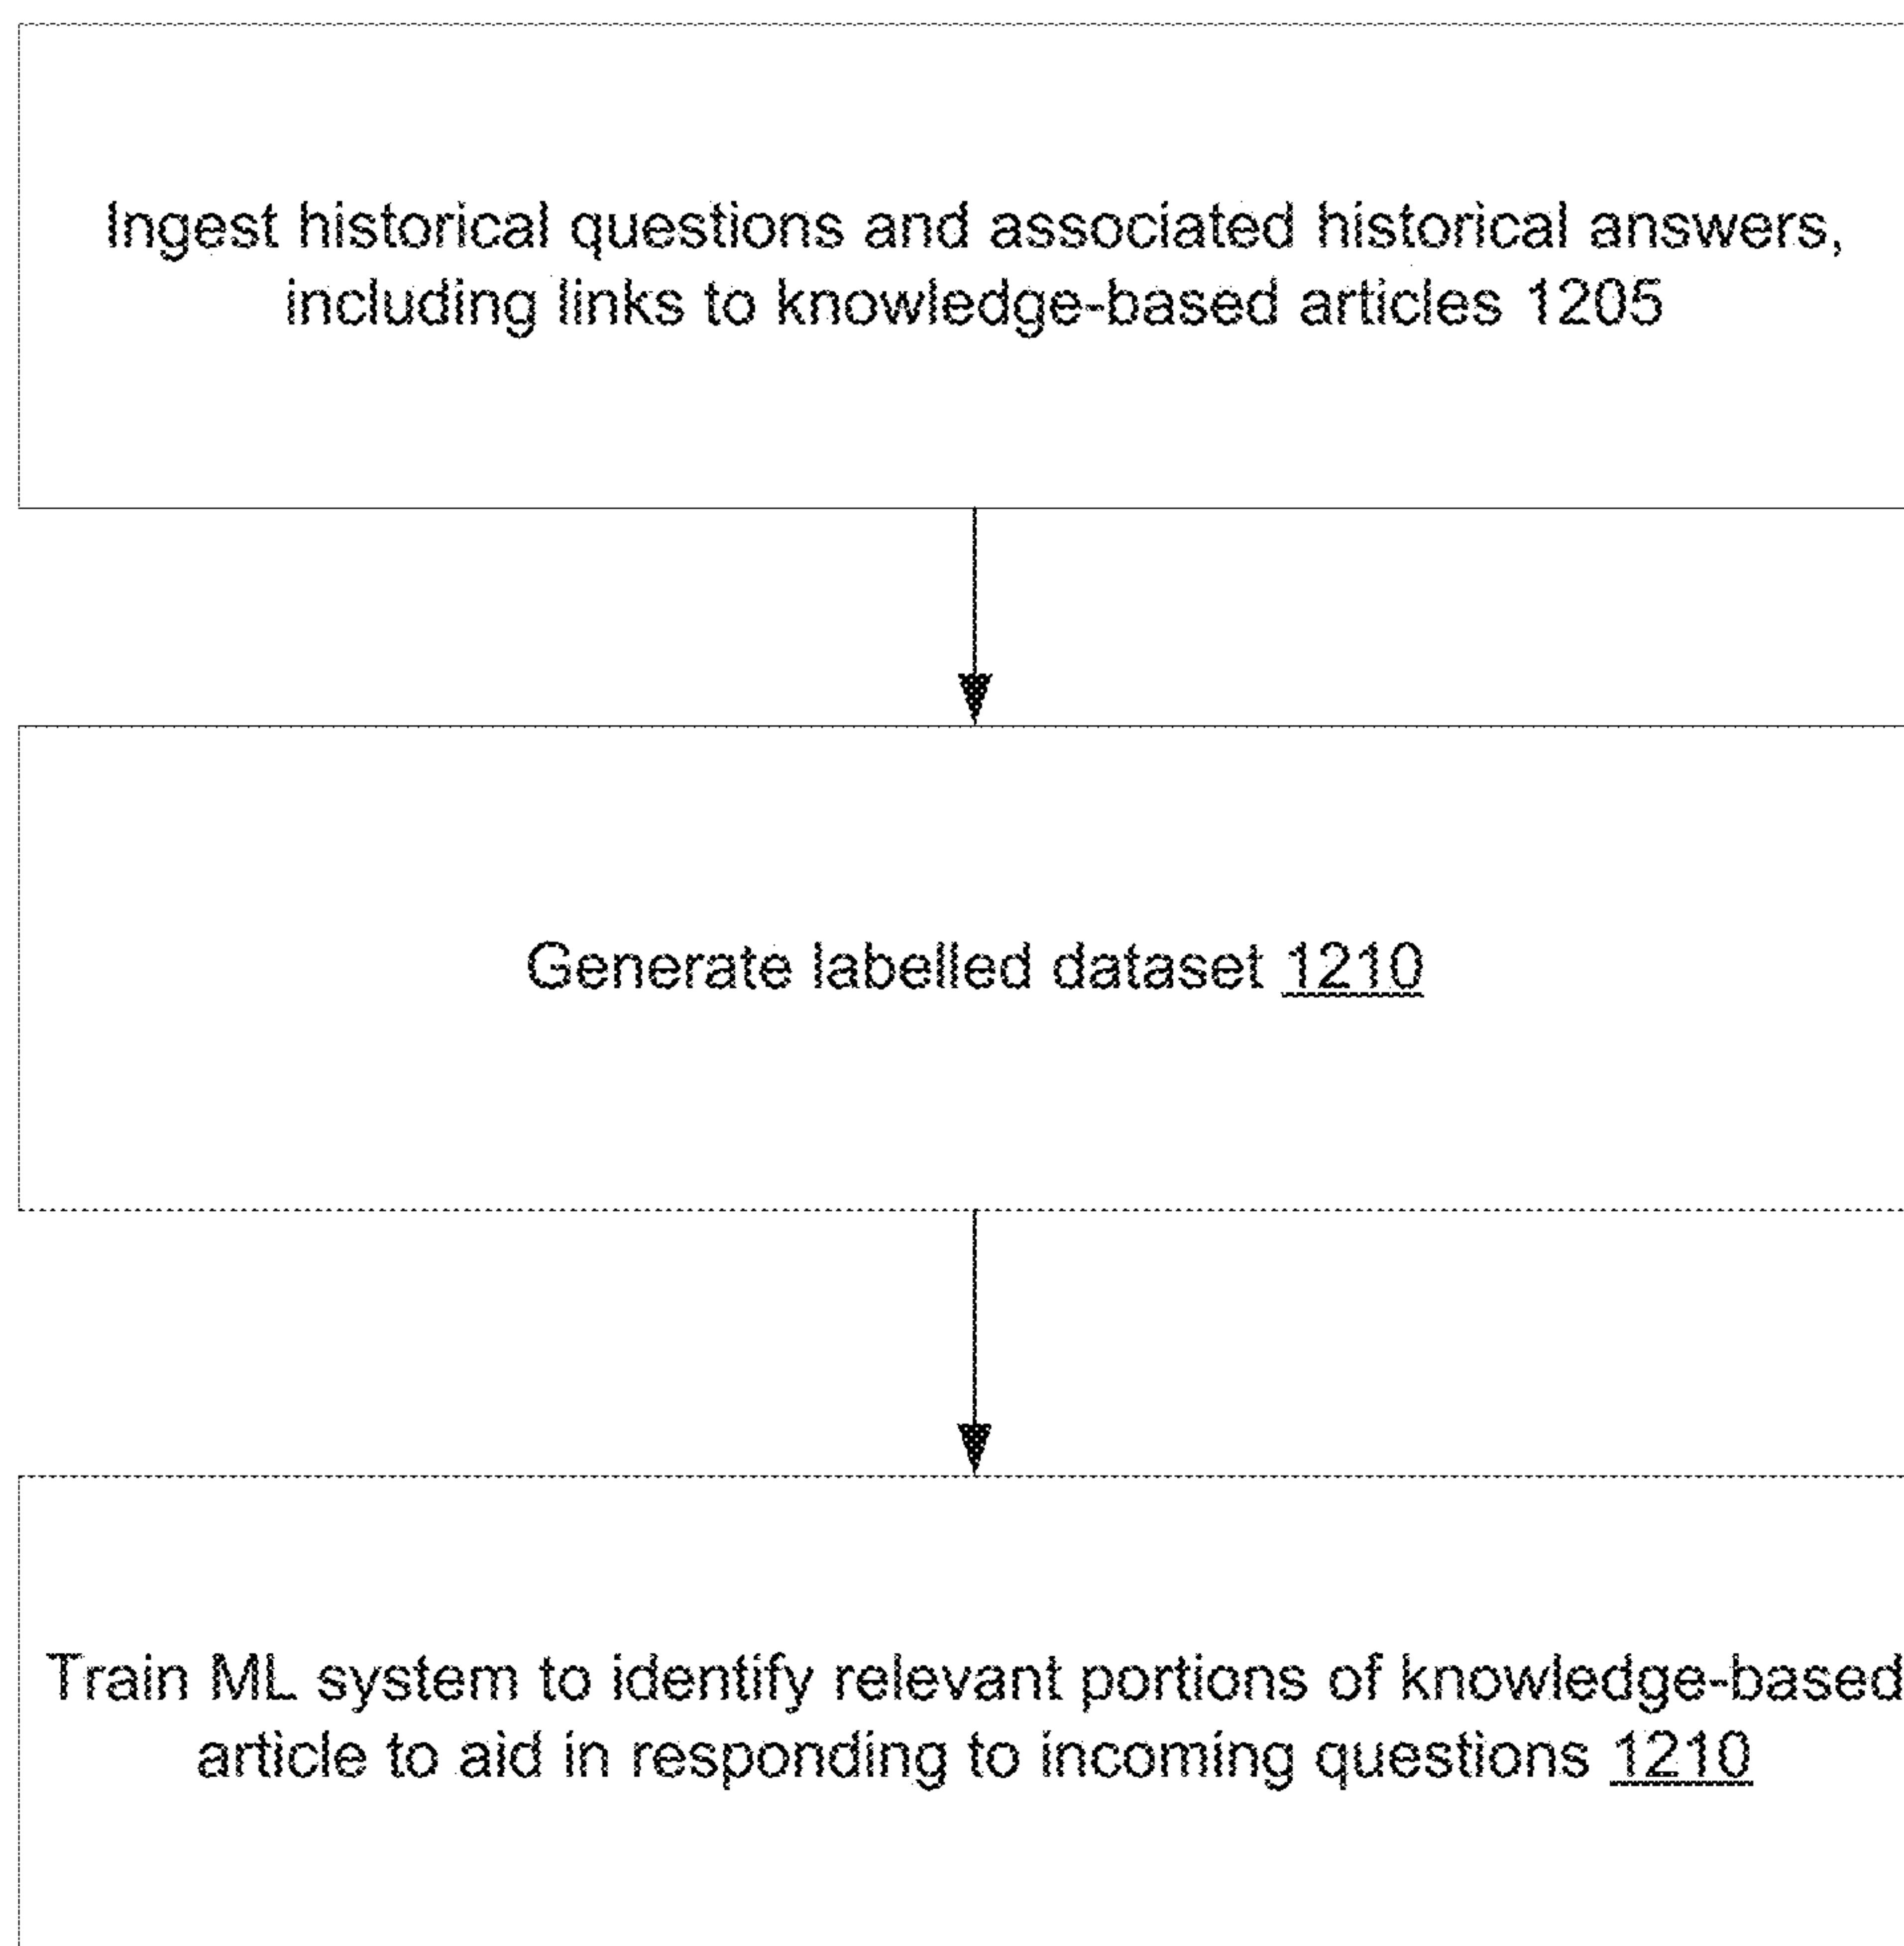 Ingest historical questions and associated historical answers,
including links to knowledge-based articles 1205
Generate labelled dataset 1210
Train ML system to identify relevant portions of knowledge-based
article to aid in responding to incoming questions 1210